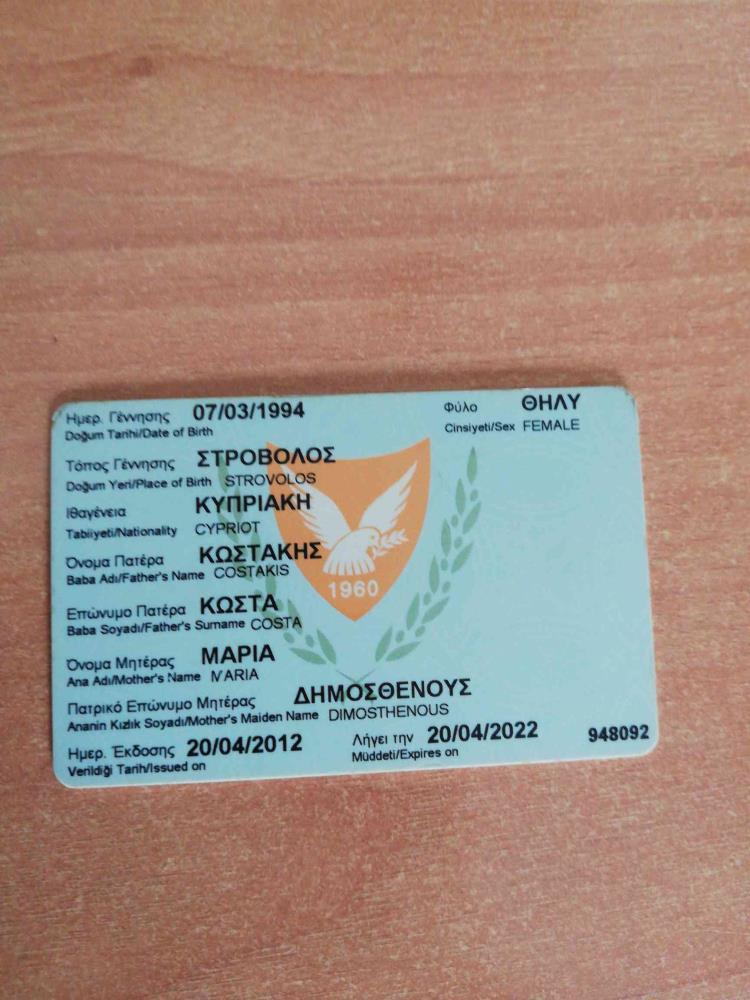 Ημερ. Γέννησης 07/03/1994 Φύλο ΘΗΛΥ
Doğum Tarihi/Date of Birth Cinsiyeti/Sex FEMALE
Τόπος Γέννησης ΣΤΡΟΒΟΛΟΣ
Doğum Yeri/Place of Birth STROVOLOS
Ιθαγένεια ΚΥΠΡΙΑΚΗ
Tabiiyeti/Nationality CYPRIOT
Όνομα Πατέρα ΚΩΣΤΑΚΗΣ
Baba Adı/Father's Name COSTAKIS
1960
Επώνυμο Πατέρα ΚΩΣΤΑ
Baba Soyadı/Father's Surname COSTA
Όνομα Μητέρας ΜΑΡΙΑ
Ana Adı/Mother's Name MARIA
Πατρικό Επώνυμο Μητέρας ΔΗΜΟΣΘΕΝΟΥΣ
Ananin Kızlık Soyadı/Mother's Maiden Name DIMOSTHENOUS
Ημερ. Έκδοσης 20/04/2012 Λήγει την 20/04/2022 948092
Verildiği Tarih/Issued on Müddeti/Expires on